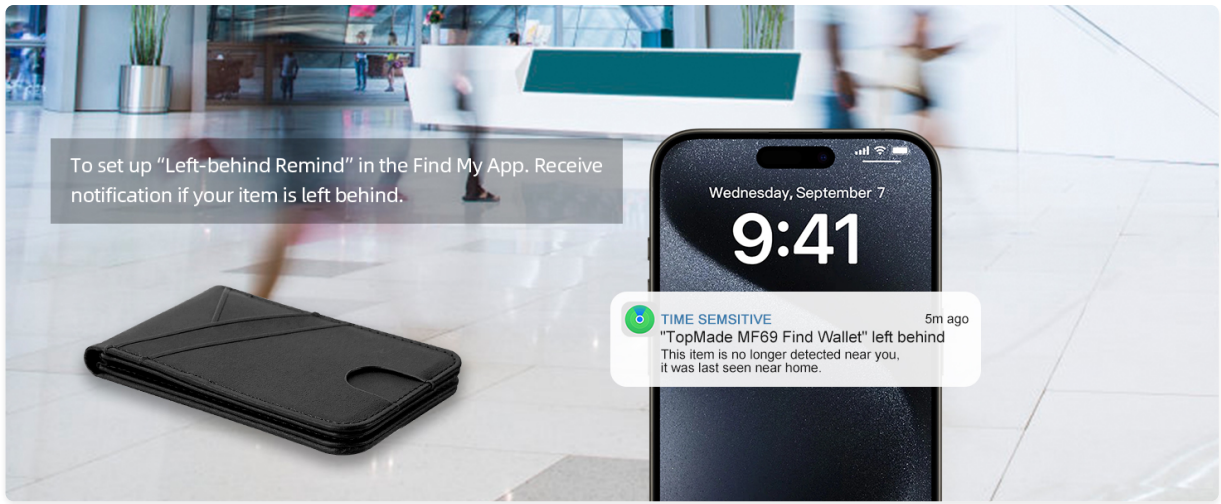 To set up “Left-behind Remind” in the Find My App. Receive
notification if your item is left behind.
Wednesday, September 7
9:41
TIME SEMSITIVE
5m ago
"TopMade MF69 Find Wallet" left behind
This item is no longer detected near you,
it was last seen near home.